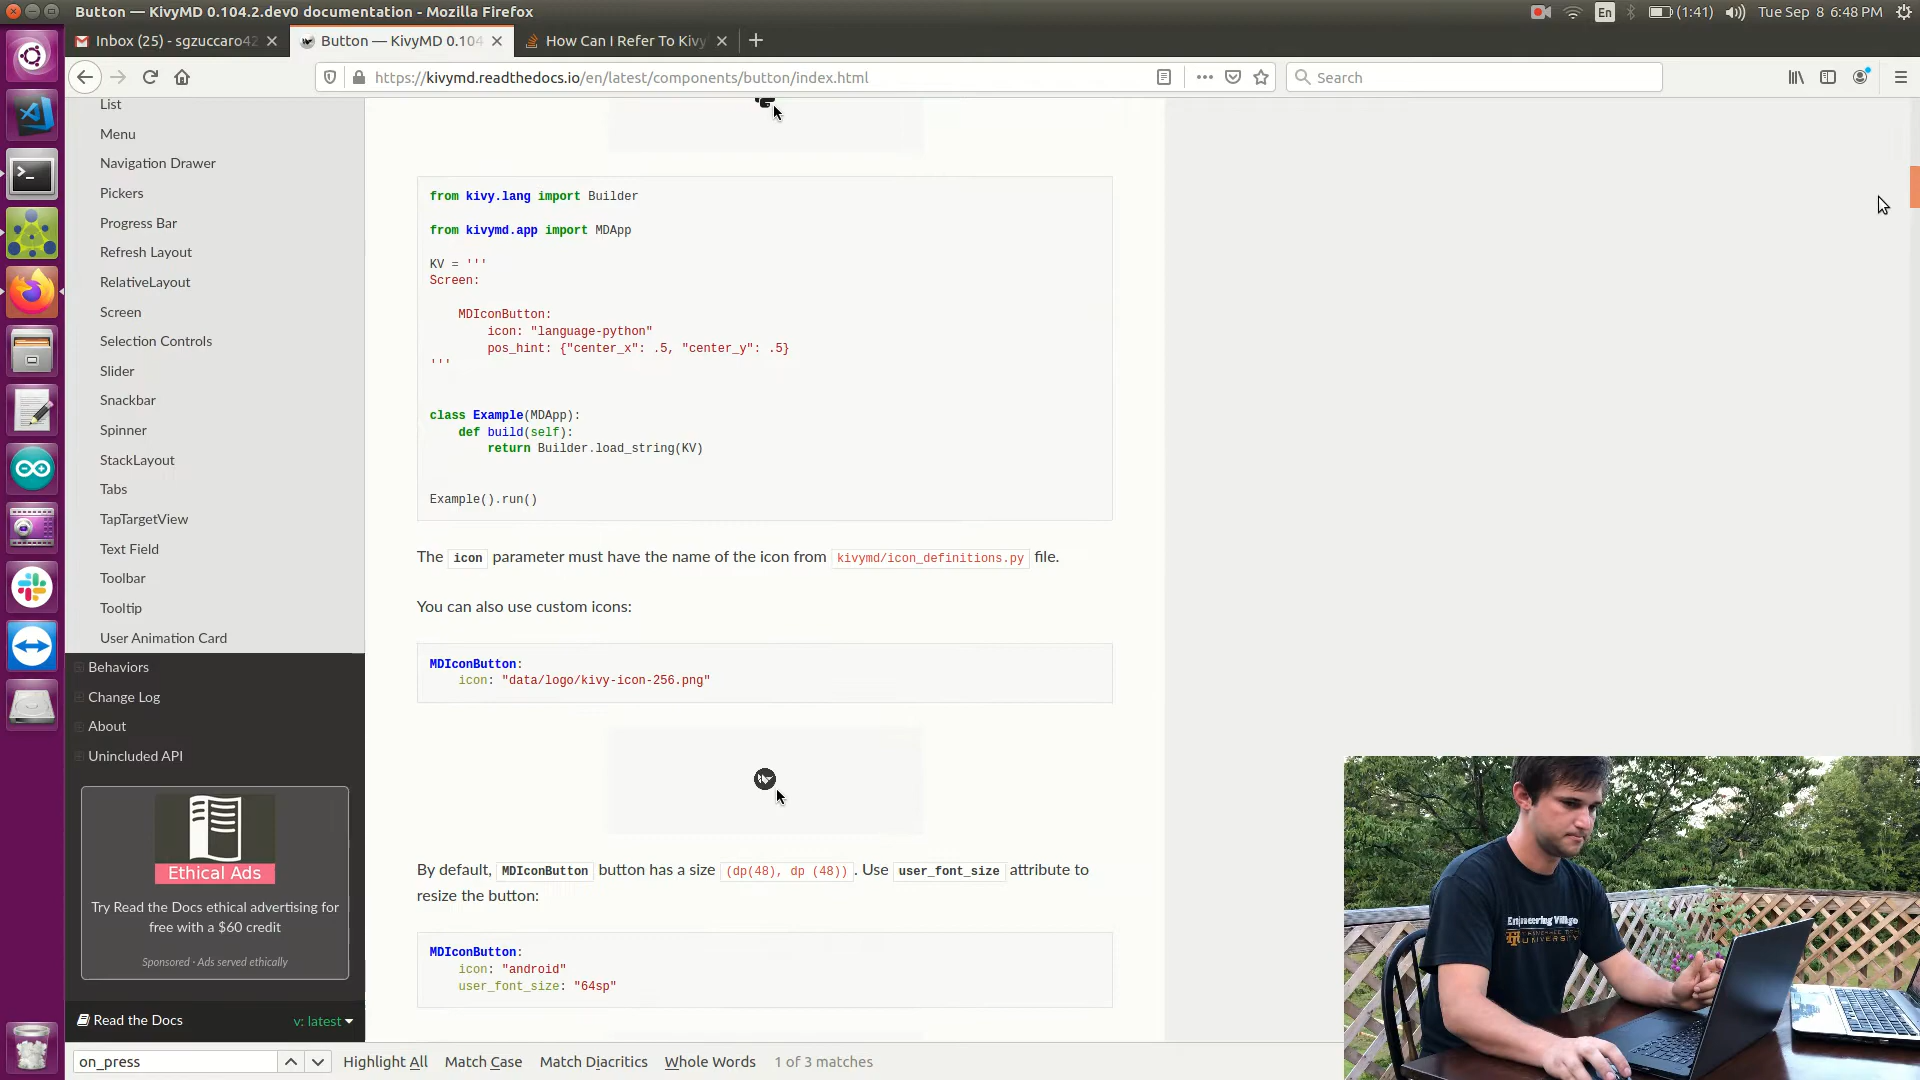 Button — KivyMD 0.104.2.dev0 documentation - Mozilla Firefox
En
(1:41)
Tue Sep 8 6:48 PM
Inbox (25) - sgzuccaro42
Button — KivyMD 0.104
How Can I Refer To Kivy
https://kivymd.readthedocs.io/en/latest/components/button/index.html
Search
List
Menu
Navigation Drawer
Pickers
Progress Bar
Refresh Layout
RelativeLayout
Screen
Selection Controls
Slider
Snackbar
Spinner
StackLayout
Tabs
TapTargetView
Text Field
Toolbar
Tooltip
User Animation Card
Behaviors
Change Log
About
Unincluded API
Ethical Ads
Try Read the Docs ethical advertising for
free with a $60 credit
Sponsored · Ads served ethically
Read the Docs
v: latest
from kivy.lang import Builder
from kivymd.app import MDApp
KV = '''
Screen:
    MDIconButton:
        icon: "language-python"
        pos_hint: {"center_x": .5, "center_y": .5}
'''
class Example(MDApp):
    def build(self):
        return Builder.load_string(KV)
Example().run()
The icon parameter must have the name of the icon from kivymd/icon_definitions.py file.
You can also use custom icons:
MDIconButton:
    icon: "data/logo/kivy-icon-256.png"
By default, MDIconButton button has a size (dp(48), dp (48)). Use user_font_size attribute to
resize the button:
MDIconButton:
    icon: "android"
    user_font_size: "64sp"
on_press
Highlight All
Match Case
Match Diacritics
Whole Words
1 of 3 matches
Engineering Village
UNIVERSITY